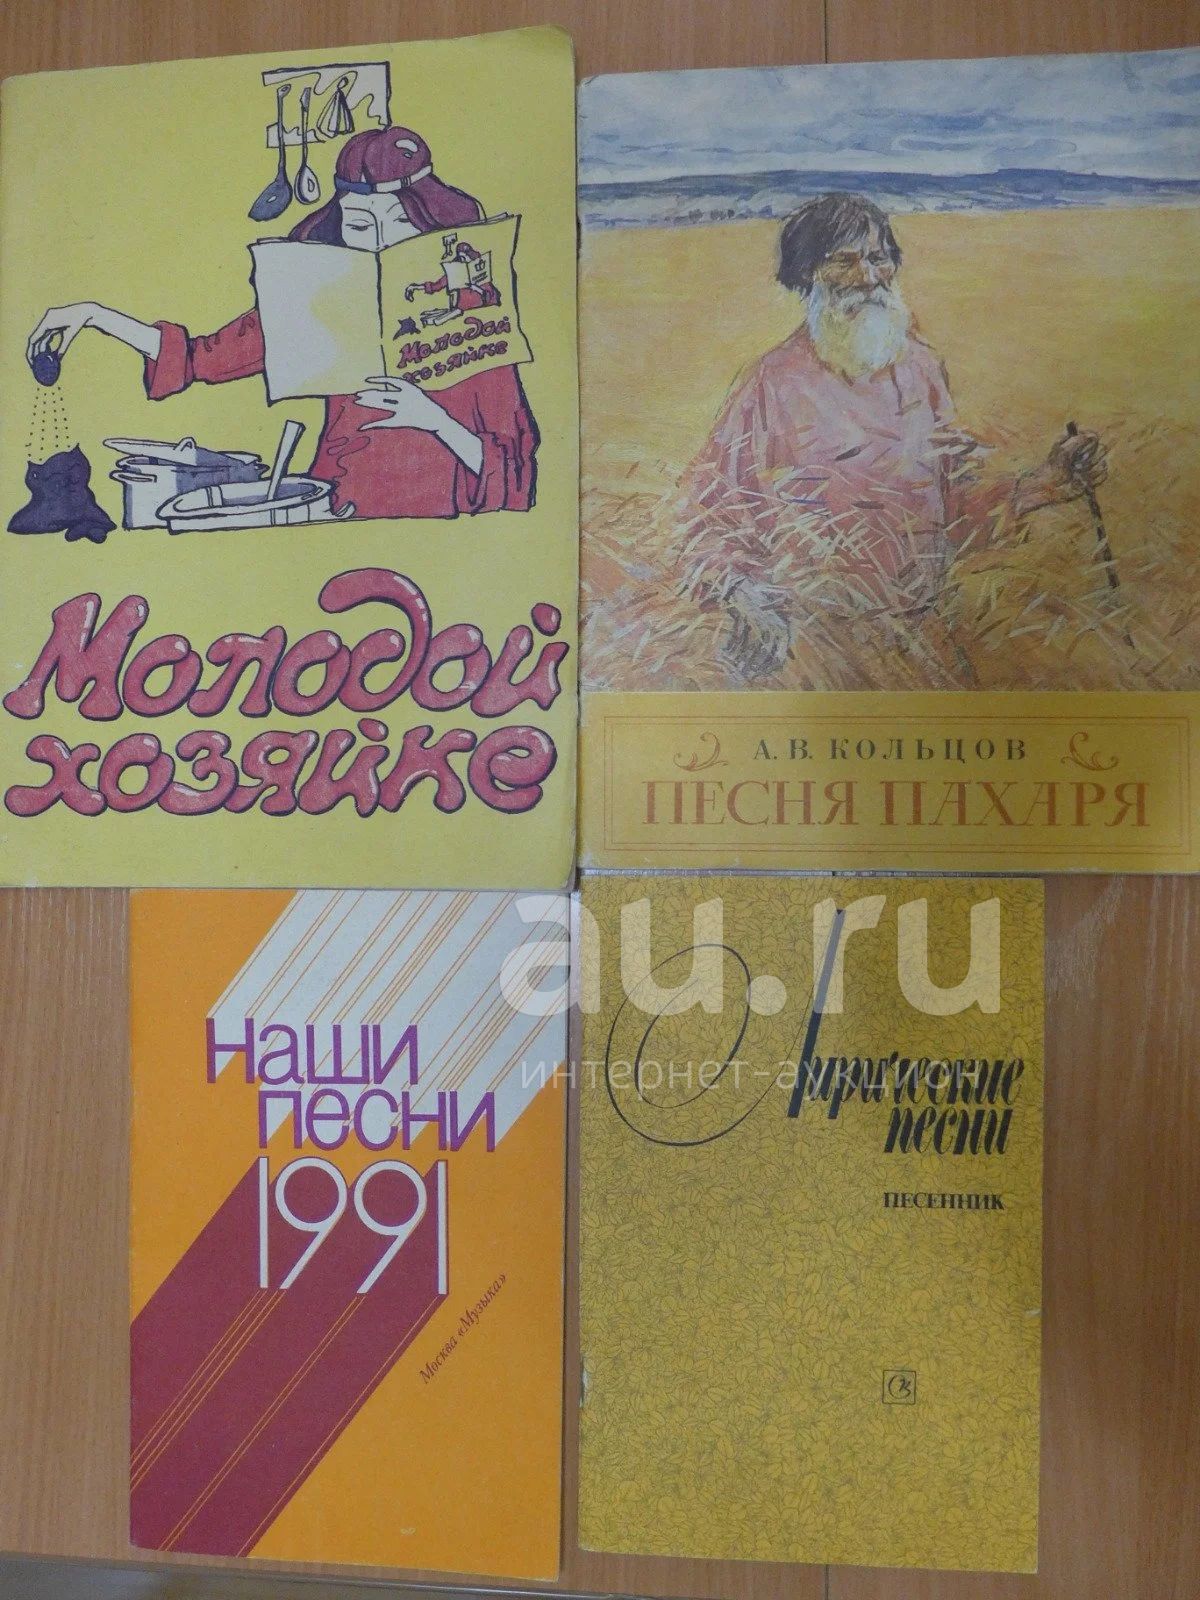 Молодой
хозяйке
Молодой
хозяйке
А. В. КОЛЬЦОВ
ПЕСНЯ ПАХАРЯ
Наши
песни
1991
Москва «Музыка»
Лирические
песни
ПЕСЕННИК
au.ru
интернет-аукцион